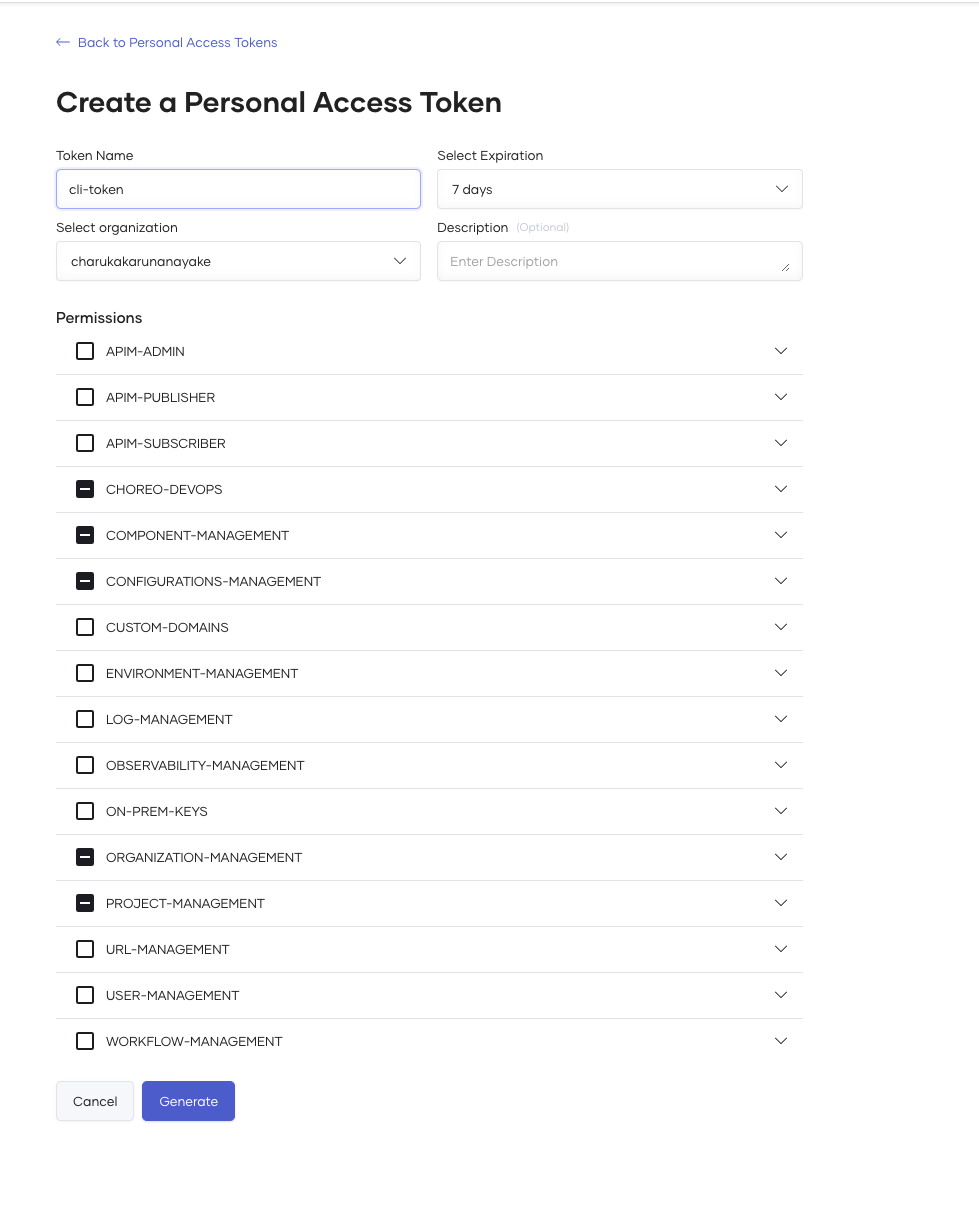 Back to Personal Access Tokens
Create a Personal Access Token
Token Name
Select Expiration
cli-token
7 days
Select organization
Description (Optional)
charukakarunanayake
Enter Description
Permissions
APIM-ADMIN
APIM-PUBLISHER
APIM-SUBSCRIBER
CHOREO-DEVOPS
COMPONENT-MANAGEMENT
CONFIGURATIONS-MANAGEMENT
CUSTOM-DOMAINS
ENVIRONMENT-MANAGEMENT
LOG-MANAGEMENT
OBSERVABILITY-MANAGEMENT
ON-PREM-KEYS
ORGANIZATION-MANAGEMENT
PROJECT-MANAGEMENT
URL-MANAGEMENT
USER-MANAGEMENT
WORKFLOW-MANAGEMENT
Cancel
Generate